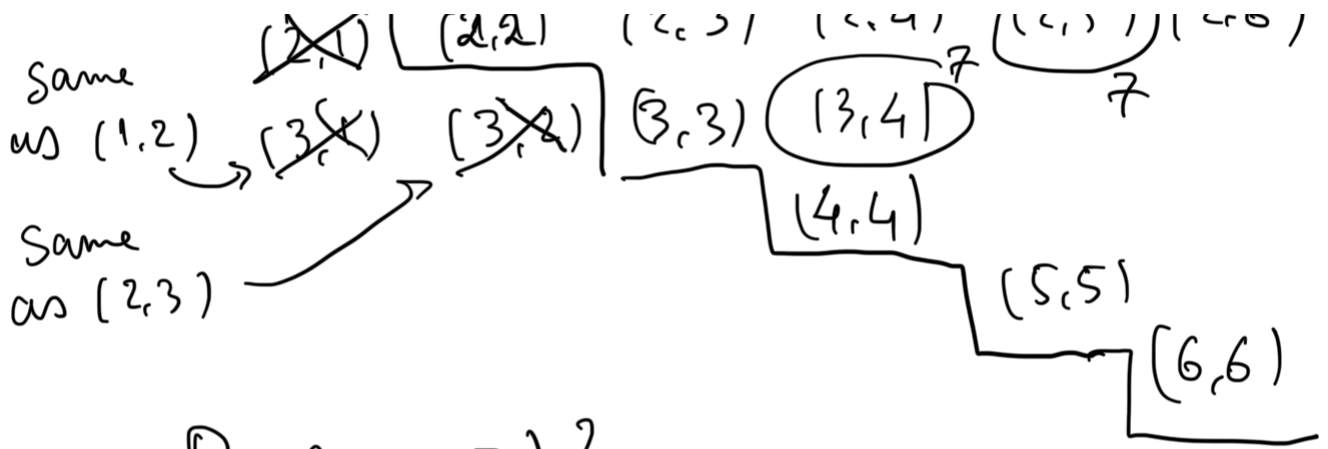 (2,1) (2,2) (2,3) (2,4) (2,5) (2,6)
7 7
same
as (1,2) (3,1) (3,2) (3,3) (3,4)
(4,4)
same
as (2,3) (5,5)
(6,6)